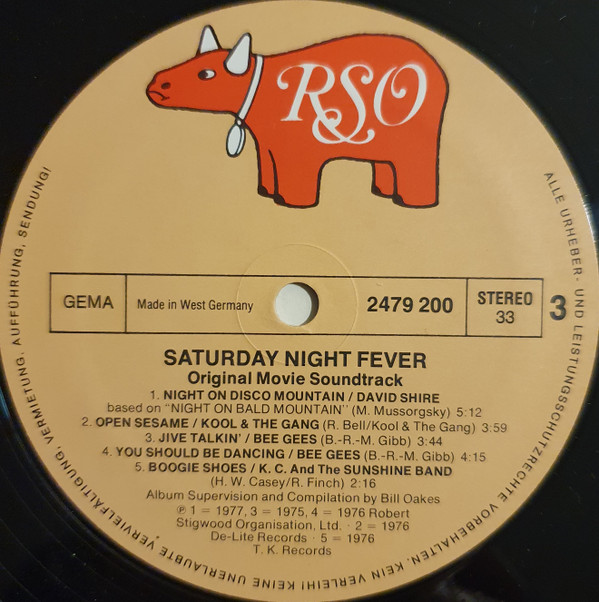 RSO
GEMA
Made in West Germany
2479 200
STEREO
33
3
SATURDAY NIGHT FEVER
Original Movie Soundtrack
1. NIGHT ON DISCO MOUNTAIN / DAVID SHIRE
based on "NIGHT ON BALD MOUNTAIN" (M. Mussorgsky) 5:12
2. OPEN SESAME / KOOL & THE GANG (R. Bell/Kool & The Gang) 3:59
3. JIVE TALKIN' / BEE GEES (B.-R.-M. Gibb) 3:44
4. YOU SHOULD BE DANCING / BEE GEES (B.-R.-M. Gibb) 4:15
5. BOOGIE SHOES / K. C. And The SUNSHINE BAND
(H. W. Casey/R. Finch) 2:16
Album Supervision and Compilation by Bill Oakes
℗ 1 = 1977, 3 = 1975, 4 = 1976 Robert
Stigwood Organisation, Ltd. · 2 = 1976
De-Lite Records · 5 = 1976
T. K. Records
ALLE URHEBER- UND LEISTUNGSSCHUTZRECHTE VORBEHALTEN. KEIN VERLEIH! KEINE UNERLAUBTE VERVIELFÄLTIGUNG, VERMIETUNG, AUFFÜHRUNG, SENDUNG!